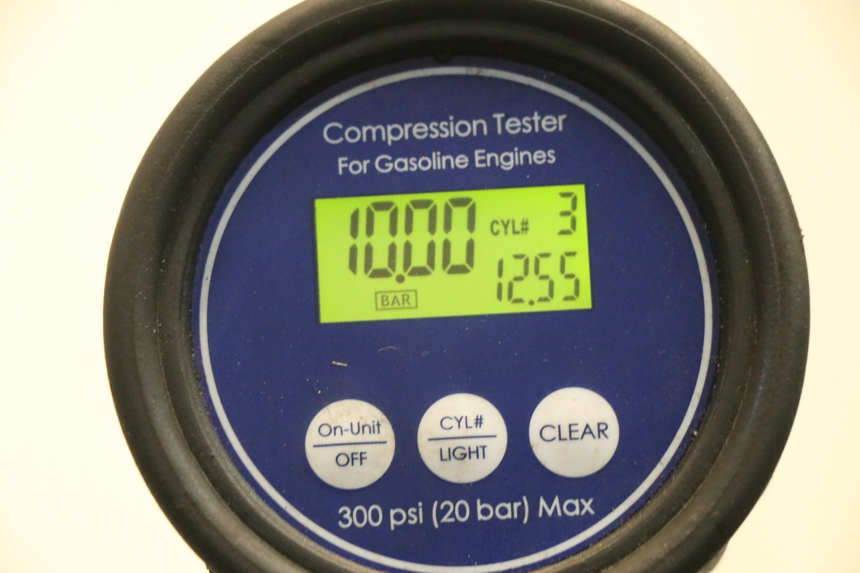 Compression Tester
For Gasoline Engines
10.00 CYL# 3
BAR 12.55
On-Unit CYL# CLEAR
OFF LIGHT
300 psi (20 bar) Max